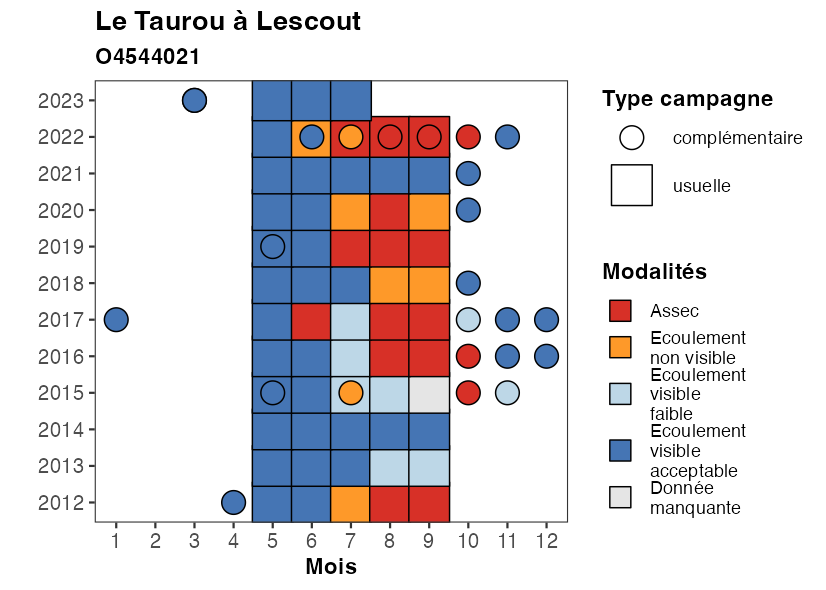 Le Taurou à Lescout
O4544021
2023
2022
2021
2020
2019
2018
2017
2016
2015
2014
2013
2012
1 2 3 4 5 6 7 8 9 10 11 12
Mois
Type campagne
complémentaire
usuelle
Modalités
Assec
Ecoulement
non visible
Ecoulement
visible
faible
Ecoulement
visible
acceptable
Donnée
manquante